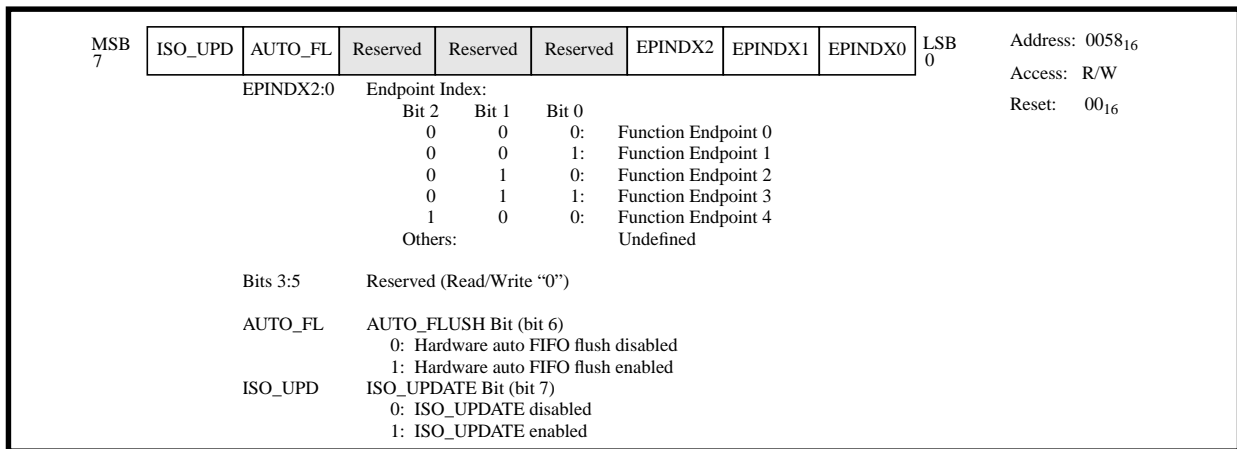 MSB 7 ISO_UPD AUTO_FL Reserved Reserved Reserved EPINDX2 EPINDX1 EPINDX0 LSB 0
Address: 0058₁₆
Access: R/W
Reset: 00₁₆
EPINDX2:0 Endpoint Index:
Bit 2 Bit 1 Bit 0
0 0 0: Function Endpoint 0
0 0 1: Function Endpoint 1
0 1 0: Function Endpoint 2
0 1 1: Function Endpoint 3
1 0 0: Function Endpoint 4
Others: Undefined
Bits 3:5 Reserved (Read/Write “0”)
AUTO_FL AUTO_FLUSH Bit (bit 6)
0: Hardware auto FIFO flush disabled
1: Hardware auto FIFO flush enabled
ISO_UPD ISO_UPDATE Bit (bit 7)
0: ISO_UPDATE disabled
1: ISO_UPDATE enabled